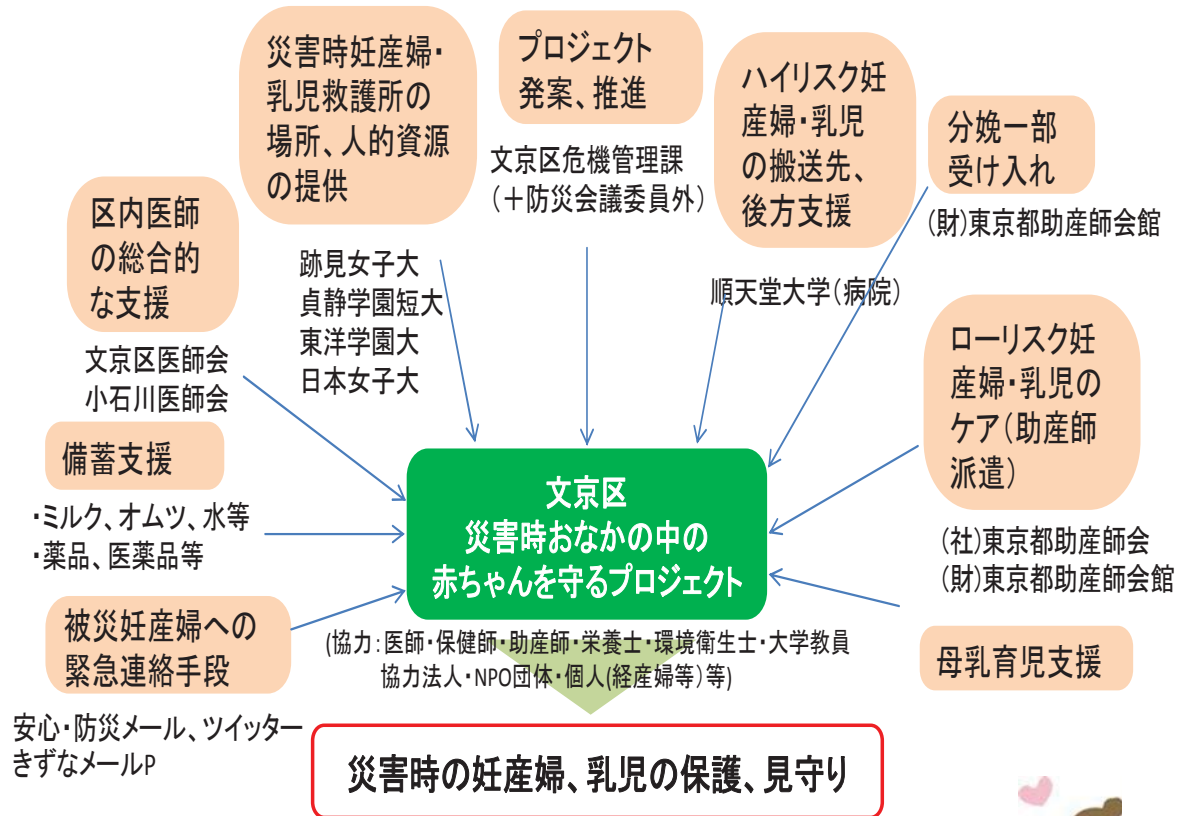 災害時妊産婦・
乳児救護所の
場所、人的資源
の提供
跡見女子大
貞静学園短大
東洋学園大
日本女子大
プロジェクト
発案、推進
文京区危機管理課
(＋防災会議委員外)
ハイリスク妊
産婦・乳児
の搬送先、
後方支援
順天堂大学(病院)
分娩一部
受け入れ
(財)東京都助産師会館
区内医師
の総合的
な支援
文京区医師会
小石川医師会
備蓄支援
・ミルク、オムツ、水等
・薬品、医薬品等
被災妊産婦への
緊急連絡手段
安心・防災メール、ツイッター
きずなメールP
ローリスク妊
産婦・乳児の
ケア(助産師
派遣)
(社)東京都助産師会
(財)東京都助産師会館
母乳育児支援
文京区
災害時おなかの中の
赤ちゃんを守るプロジェクト
(協力:医師・保健師・助産師・栄養士・環境衛生士・大学教員
協力法人・NPO団体・個人(経産婦等)等)
災害時の妊産婦、乳児の保護、見守り